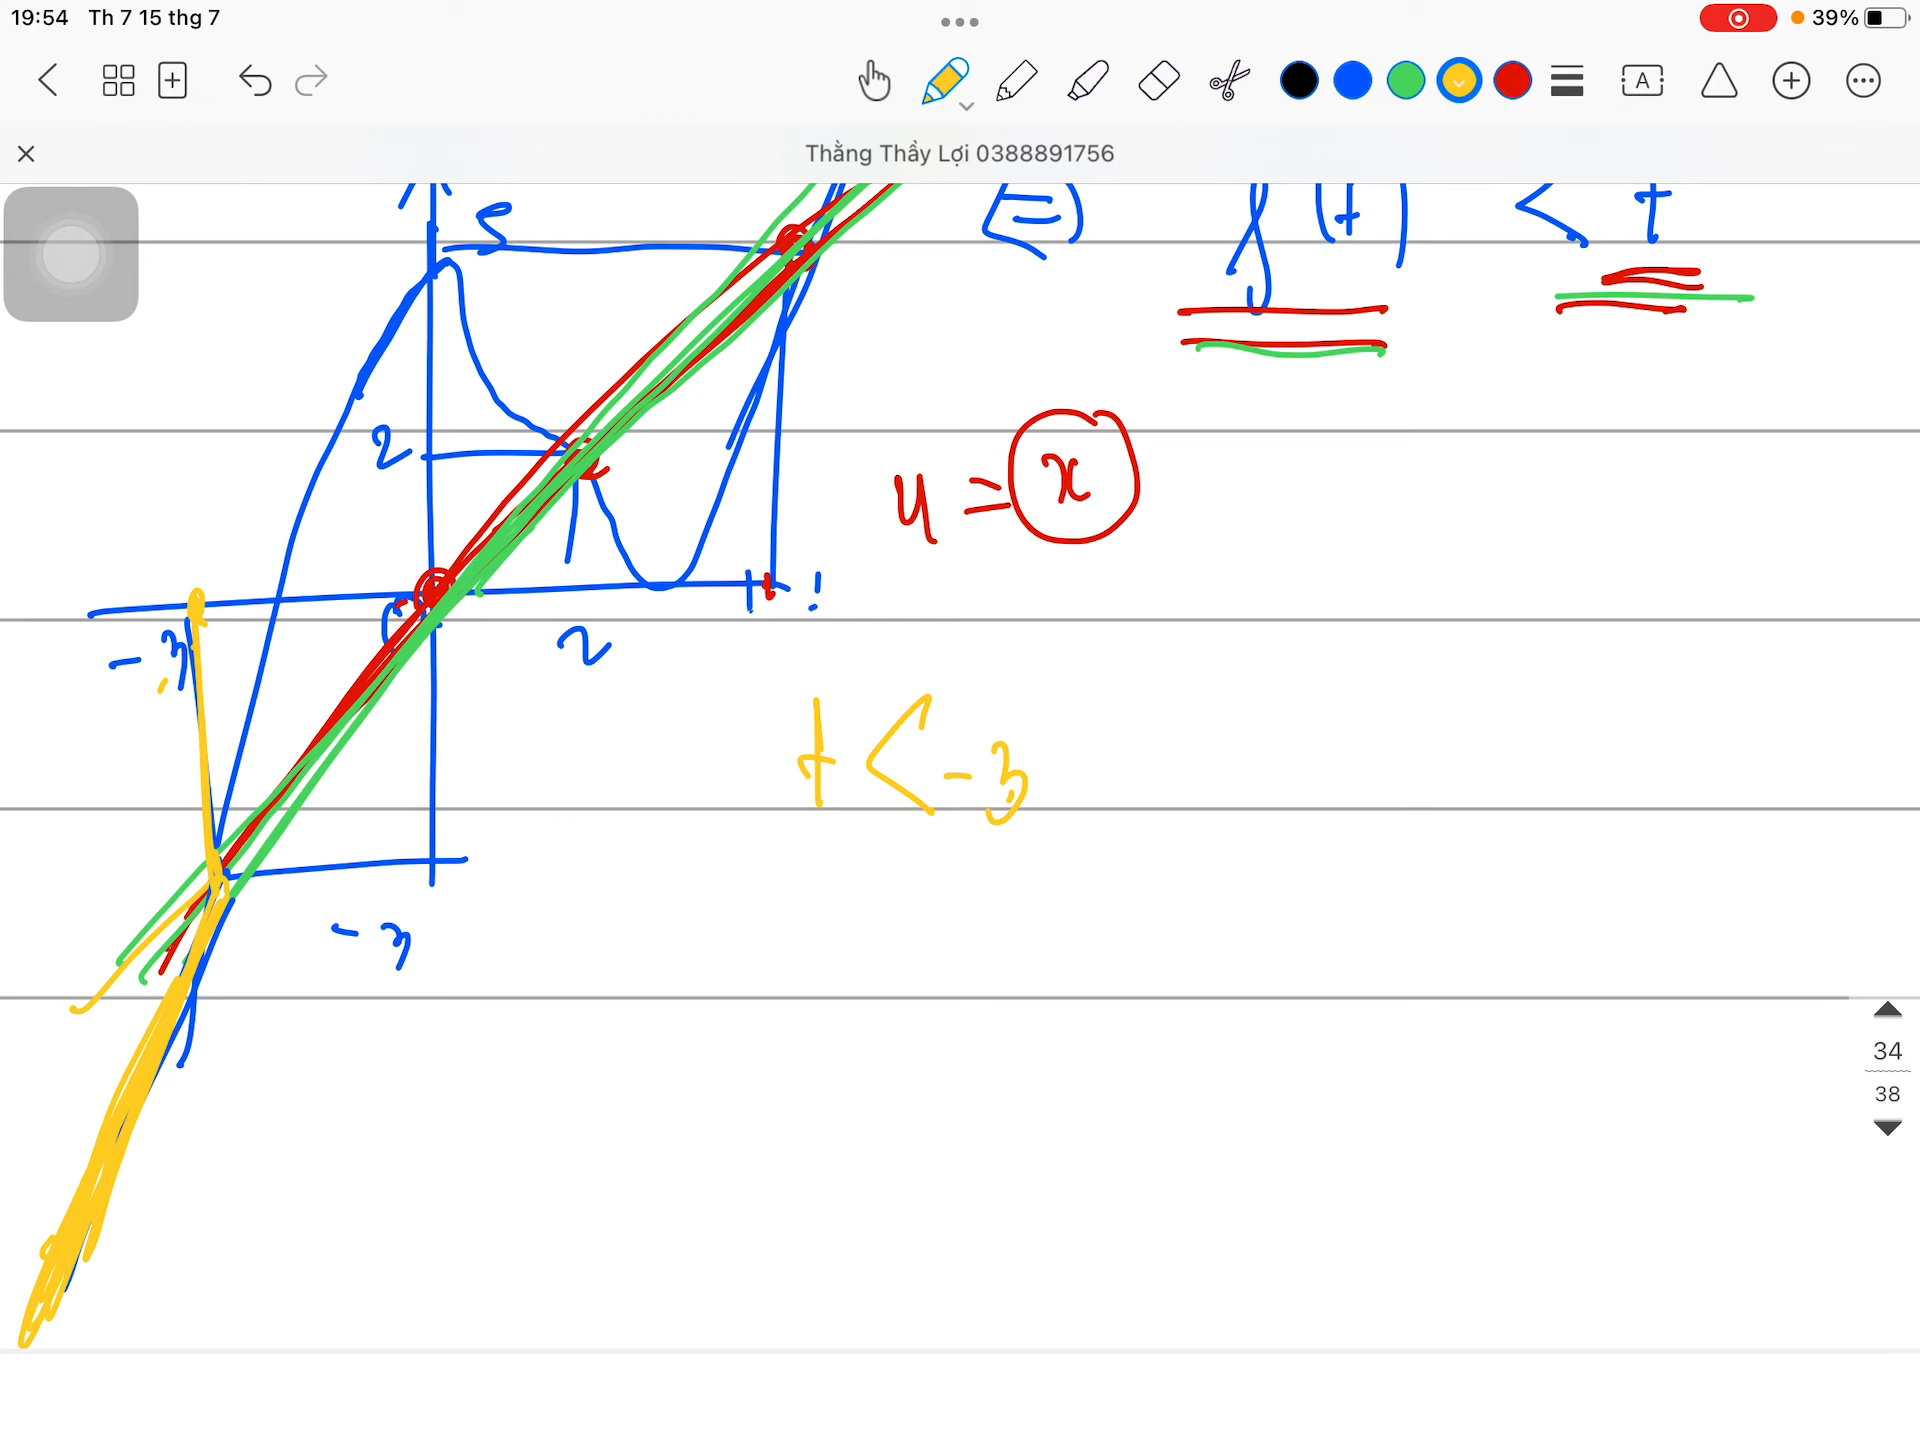 19:54 Th 7 15 thg 7
39%
A
Thằng Thầy Lợi 0388891756
5
⇔ f(t) < t
2
y = x
-3
2
t < -3
-3
34
38